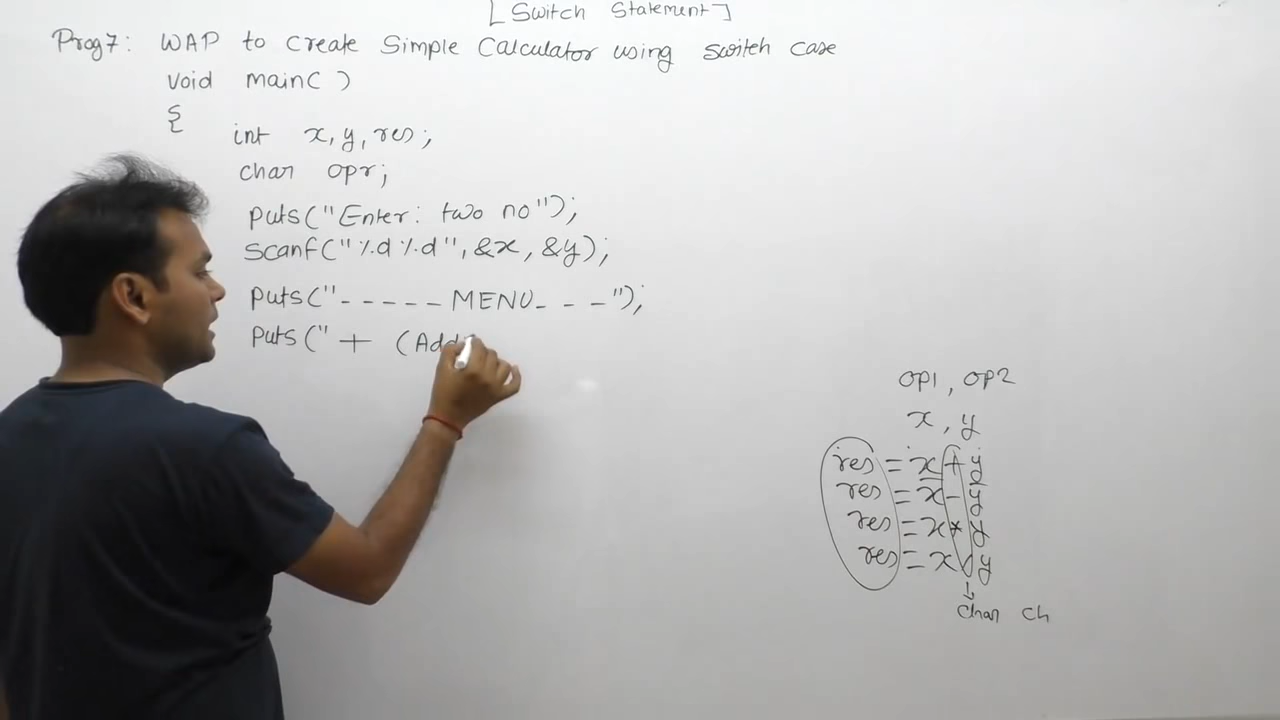 [Switch Statement]
Prog7: WAP to Create Simple Calculator using switch case
void main( )
{
int x, y, res;
char opr;
puts("Enter: two no");
scanf("%d %d", &x, &y);
puts("- - - - - MENU- - -");
puts(" + (Add
op1, op2
x, y
res = x + y
res = x - y
res = x * y
res = x / y
char ch